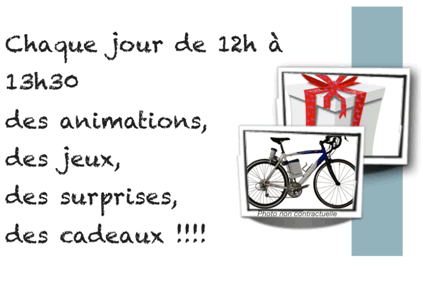 Chaque jour de 12h à
13h30
des animations,
des jeux,
des surprises,
des cadeaux !!!!
Photo non contractuelle